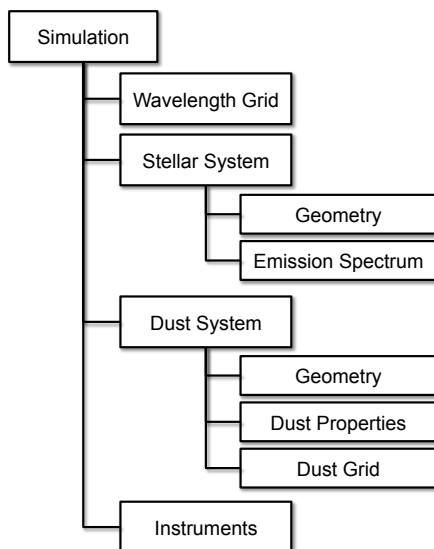 Simulation
Wavelength Grid
Stellar System
Geometry
Emission Spectrum
Dust System
Geometry
Dust Properties
Dust Grid
Instruments